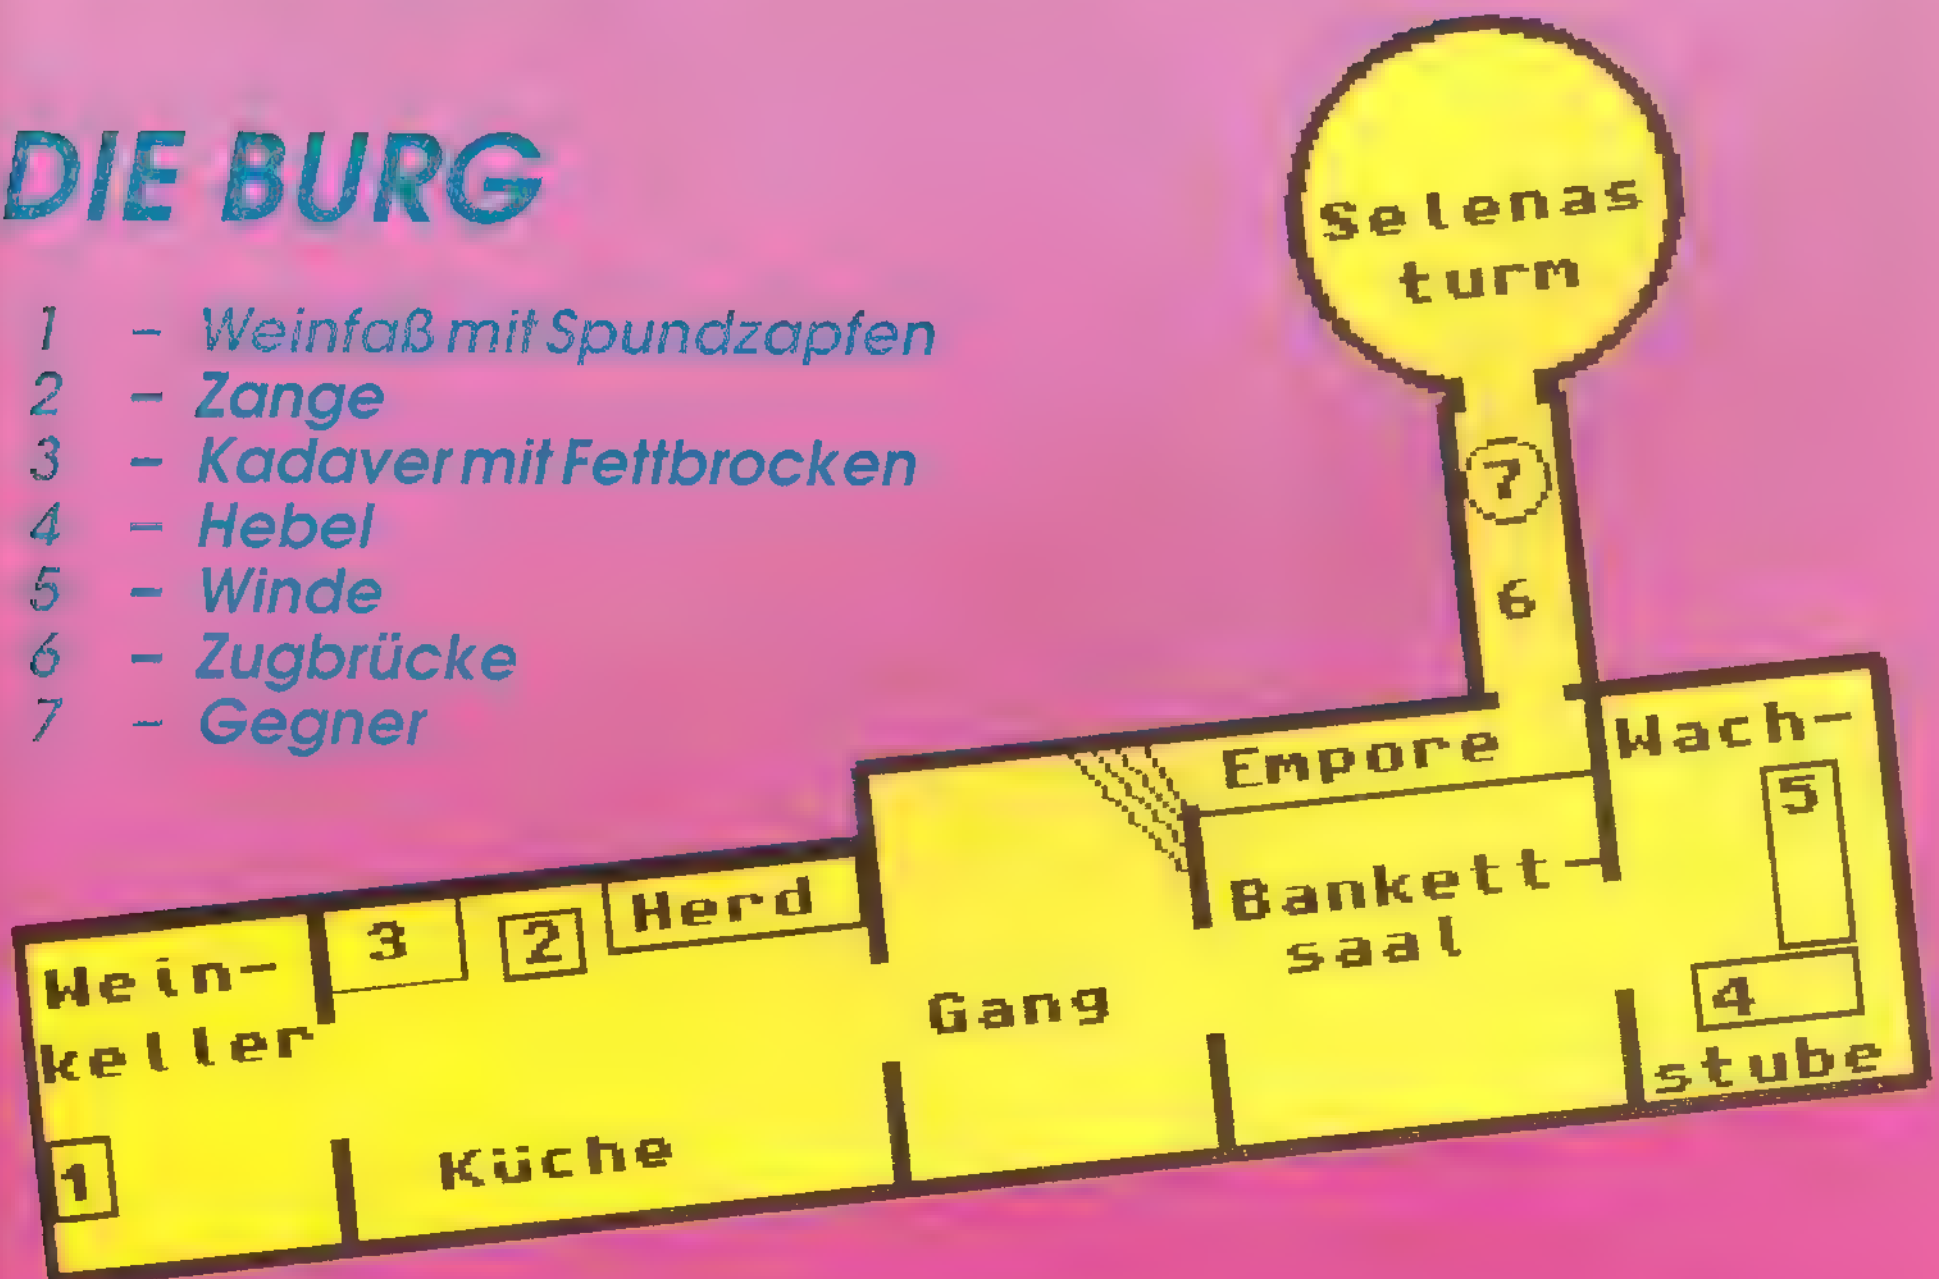 DIE BURG
1 – Weinfaß mit Spundzapfen
2 – Zange
3 – Kadaver mit Fettbrocken
4 – Hebel
5 – Winde
6 – Zugbrücke
7 – Gegner
Selenas
turm
7
6
Empore
Wach-
5
Bankett-
saal
4
stube
Herd
2
3
Wein-
keller
Gang
Küche
1